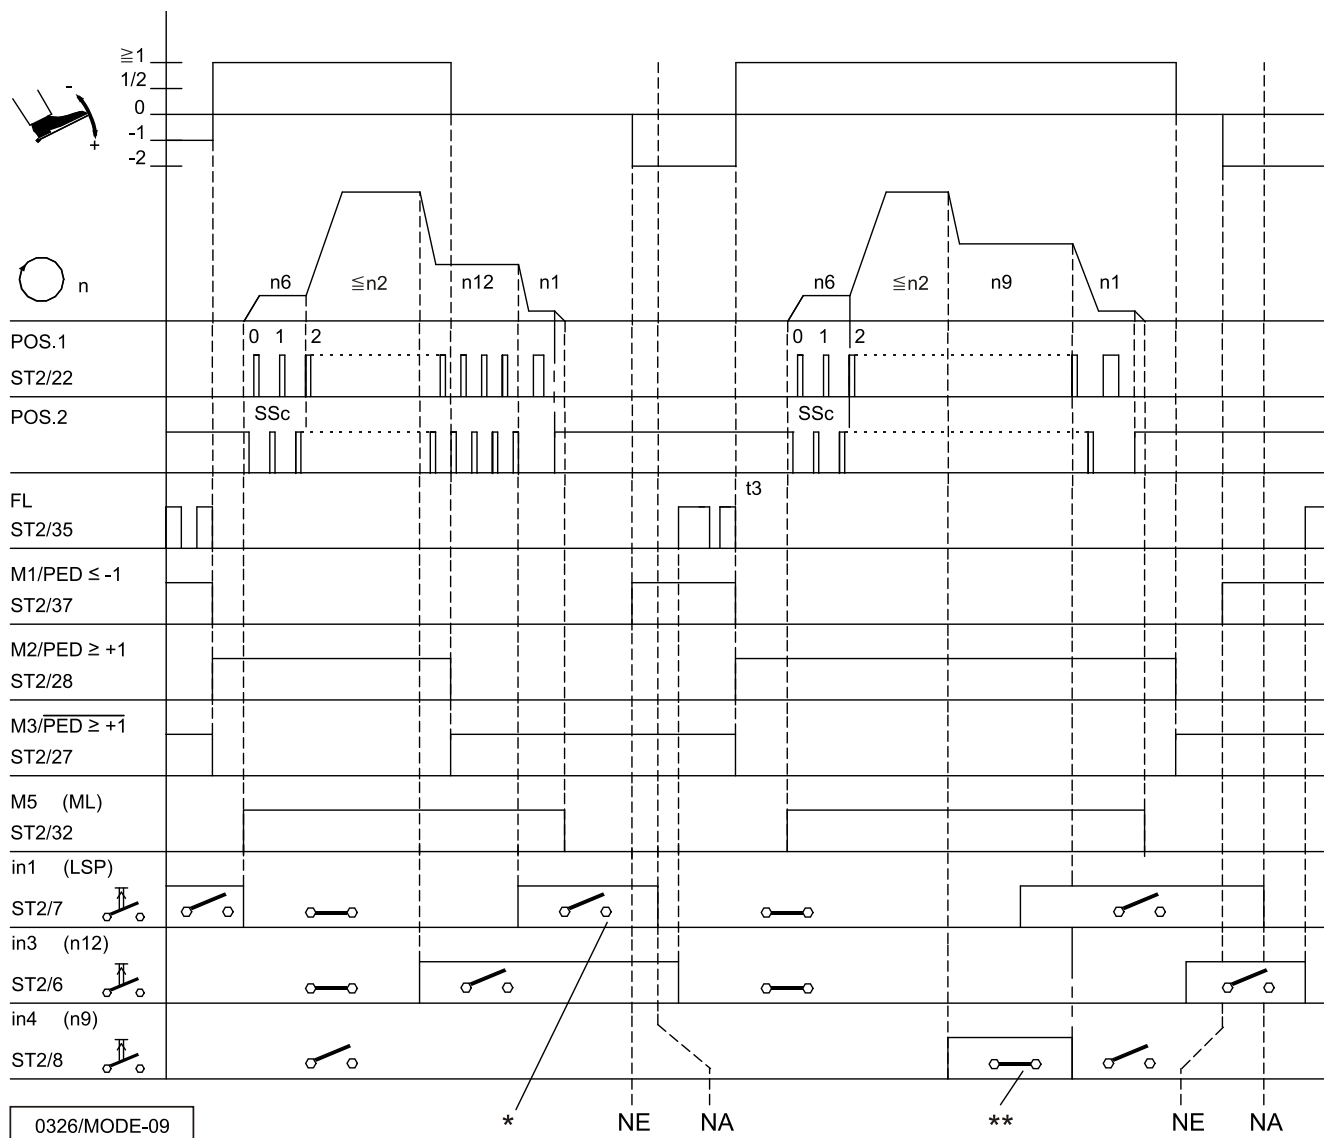 ≧1
1/2
0
-1
-2
-
+
n
n6 ≦n2 n12 n1 n6 ≦n2 n9 n1
POS.1
0 1 2 0 1 2
ST2/22
POS.2
SSc SSc
FL
t3
ST2/35
M1/PED ≤ -1
ST2/37
M2/PED ≥ +1
ST2/28
M3/PED ≥ +1
ST2/27
M5 (ML)
ST2/32
in1 (LSP)
ST2/7
in3 (n12)
ST2/6
in4 (n9)
ST2/8
0326/MODE-09
* NE NA ** NE NA